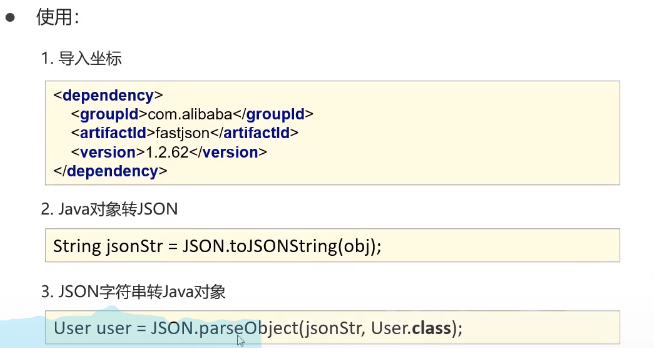 ● 使用：
1. 导入坐标
<dependency>
<groupId>com.alibaba</groupId>
<artifactId>fastjson</artifactId>
<version>1.2.62</version>
</dependency>
2. Java对象转JSON
String jsonStr = JSON.toJSONString(obj);
3. JSON字符串转Java对象
User user = JSON.parseObject(jsonStr, User.class);